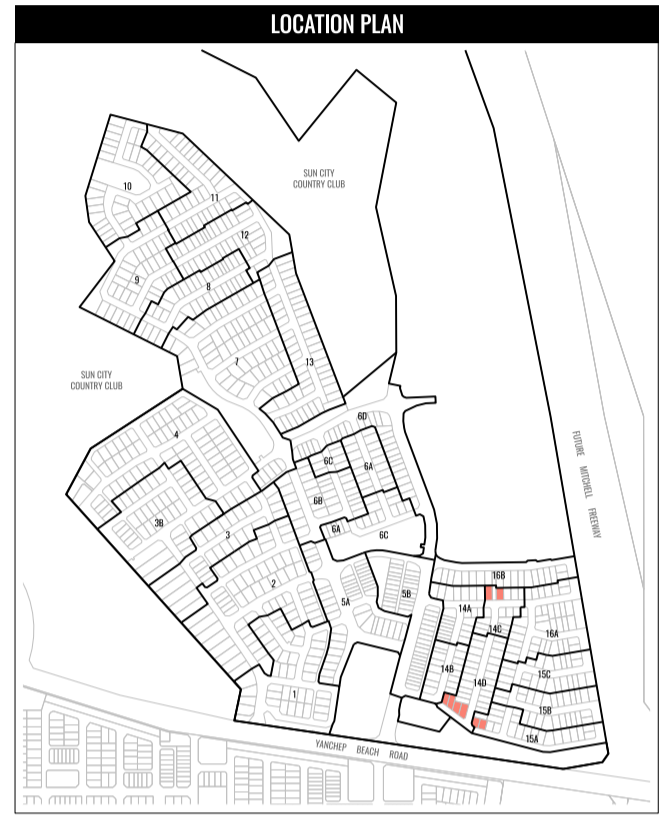 LOCATION PLAN
SUN CITY
COUNTRY CLUB
10
11
12
9
8
7
13
SUN CITY
COUNTRY CLUB
4
6D
6C
6A
3B
6B
3
6A
6C
FUTURE MITCHELL FREEWAY
2
16B
5A
5B
14A
14C
16A
14B
14D
15C
1
15B
15A
YANCHEP BEACH ROAD